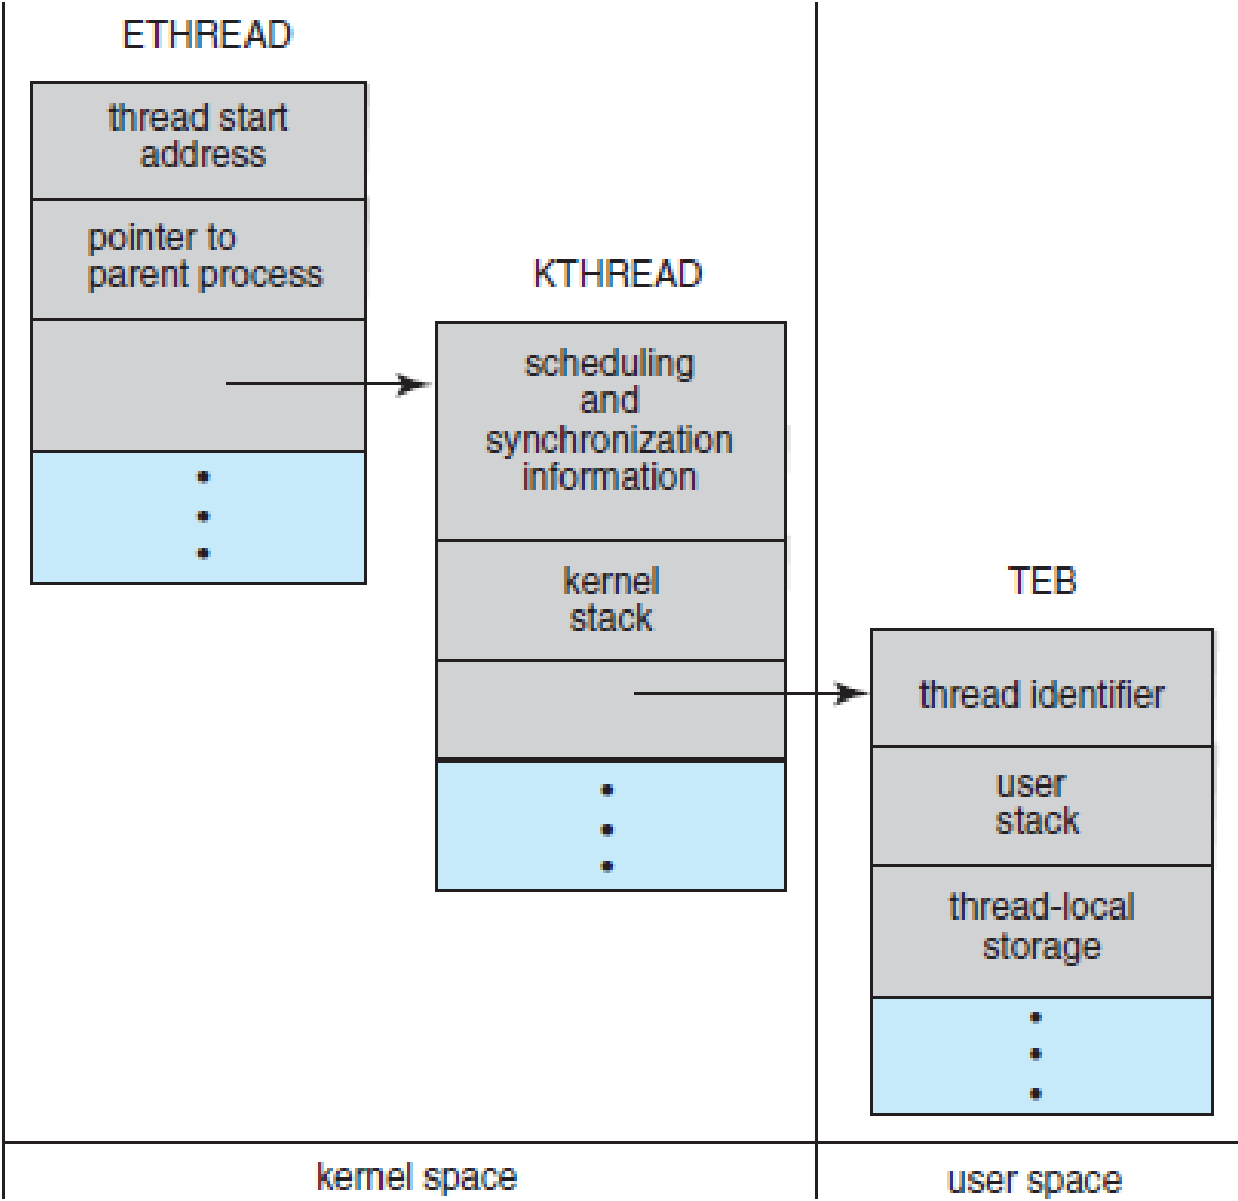 ETHREAD
thread start
address
pointer to
parent process
KTHREAD
scheduling
and
synchronization
information
kernel
stack
TEB
thread identifier
user
stack
thread-local
storage
kernel space
user space